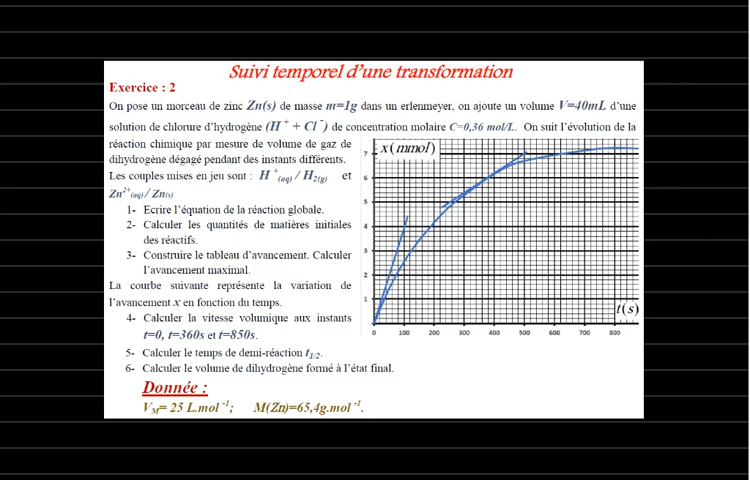 Suivi temporel d'une transformation
Exercice : 2
On pose un morceau de zinc Zn(s) de masse m=1g dans un erlenmeyer, on ajoute un volume V=40mL d'une
solution de chlorure d'hydrogène (H⁺ + Cl⁻) de concentration molaire C=0,36 mol/L. On suit l'évolution de la
réaction chimique par mesure de volume de gaz de
dihydrogène dégagé pendant des instants différents.
Les couples mises en jeu sont : H⁺(aq) / H₂(g) et
Zn²⁺(aq) / Zn(s)
1- Ecrire l'équation de la réaction globale.
2- Calculer les quantités de matières initiales
des réactifs.
3- Construire le tableau d'avancement. Calculer
l'avancement maximal.
La courbe suivante représente la variation de
l'avancement x en fonction du temps.
4- Calculer la vitesse volumique aux instants
t=0, t=360s et t=850s.
5- Calculer le temps de demi-réaction t1/2.
6- Calculer le volume de dihydrogène formé à l'état final.
Donnée :
VM= 25 L.mol⁻¹; M(Zn)=65,4g.mol⁻¹.
x(mmol)
7
6
5
4
3
2
1
t(s)
0 100 200 300 400 500 600 700 800